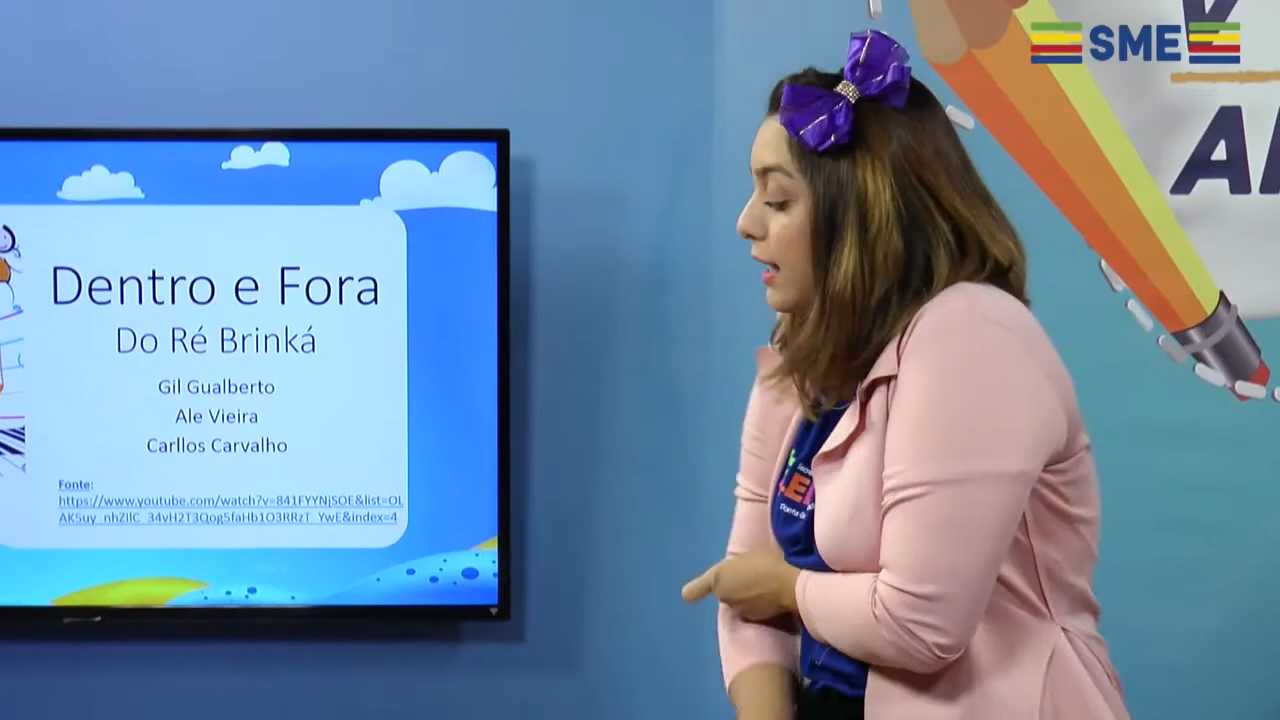 SME
Dentro e Fora
Do Ré Brinká
Gil Gualberto
Ale Vieira
Carllos Carvalho
Fonte:
https://www.youtube.com/watch?v=841FYYNjSOE&list=OL
AK5uy_nhZllC_34vH2T3Qog5faHb1O3RRzT_YwE&index=4